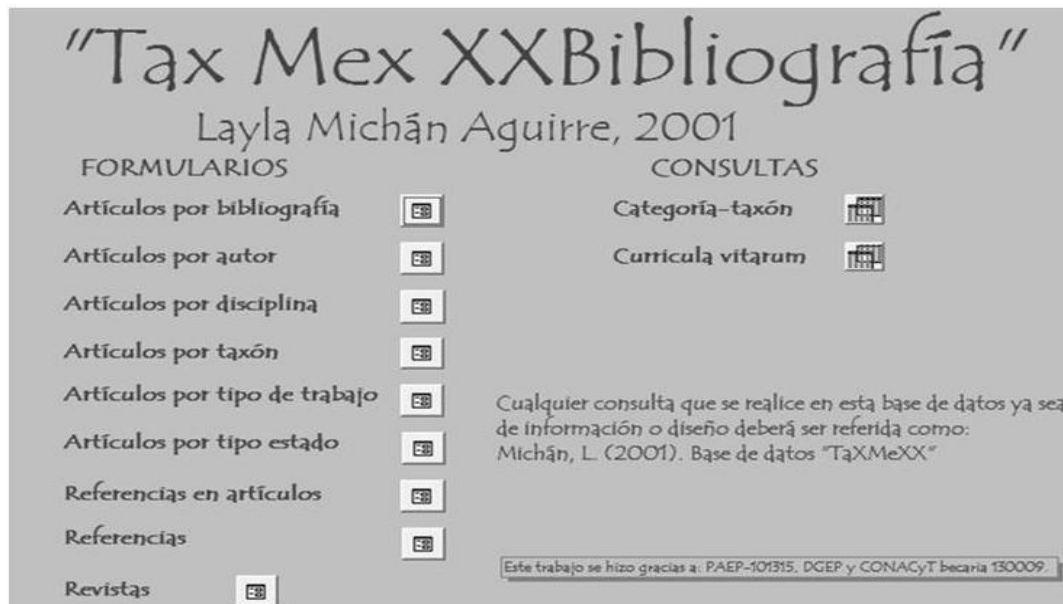 "Tax Mex XXBibliografía"
Layla Michán Aguirre, 2001
FORMULARIOS
Artículos por bibliografía
Artículos por autor
Artículos por disciplina
Artículos por taxón
Artículos por tipo de trabajo
Artículos por tipo estado
Referencias en artículos
Referencias
Revistas
CONSULTAS
Categoría-taxón
Curricula vitarum
Cualquier consulta que se realice en esta base de datos ya sea
de información o diseño deberá ser referida como:
Michán, L. (2001). Base de datos "TaXMeXX"
Este trabajo se hizo gracias a: PAEP-101315, DGEP y CONACyT becaria 130009.